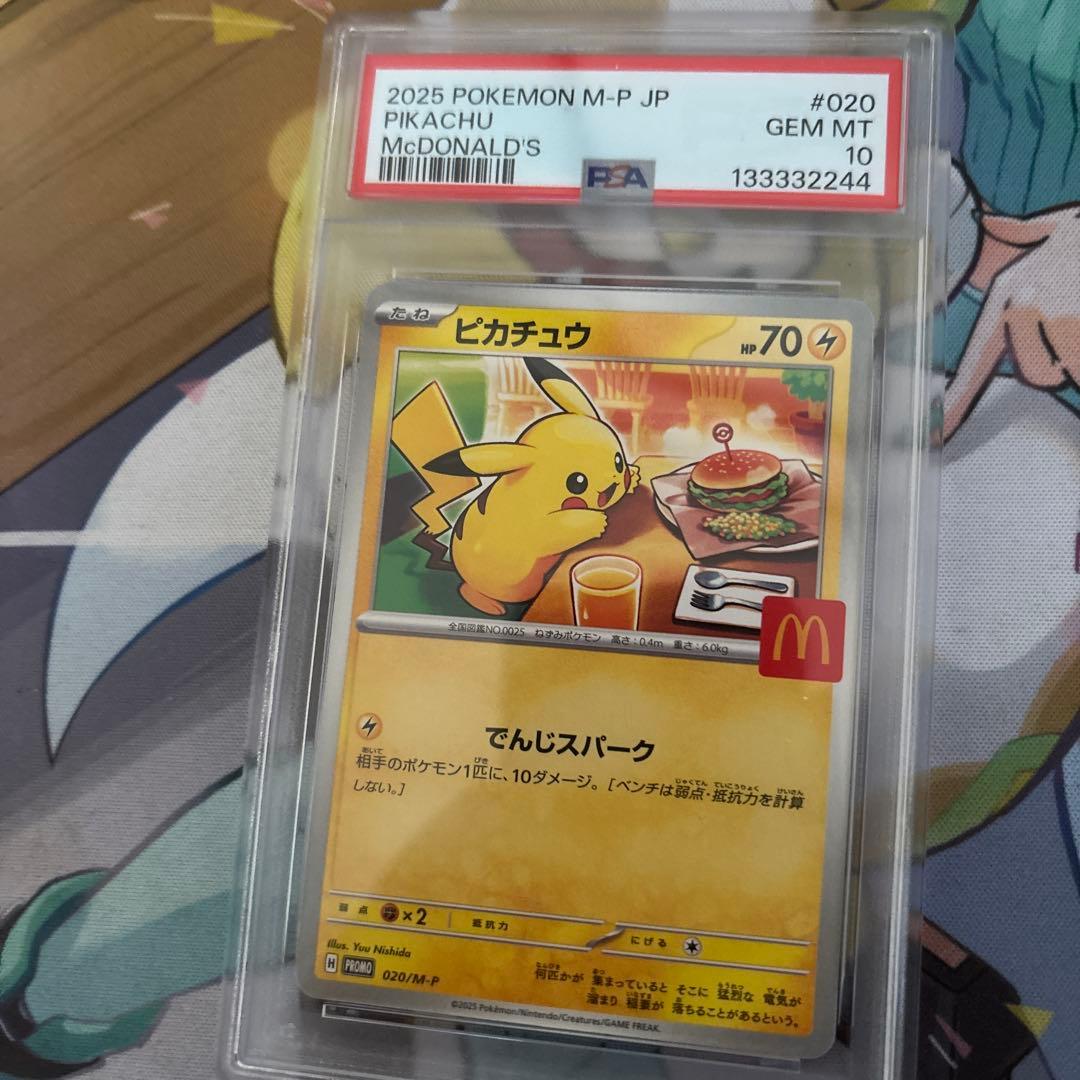 2025 POKEMON M-P JP #020
PIKACHU GEM MT
McDONALD'S 10
PSA 133332244
たね ピカチュウ HP70
全国図鑑NO.0025 ねずみポケモン 高さ:0.4m 重さ:6.0kg
でんじスパーク
相手のポケモン1匹に、10ダメージ。[ベンチは弱点・抵抗力を計算
しない。]
弱点 ×2 抵抗力 にげる
Illus. Yuu Nishida
H PROMO 020/M-P
何匹かが 集まっていると そこに 猛烈な 電気が
溜まり 稲妻が 落ちることがあるという。
©2025 Pokémon/Nintendo/Creatures/GAME FREAK.